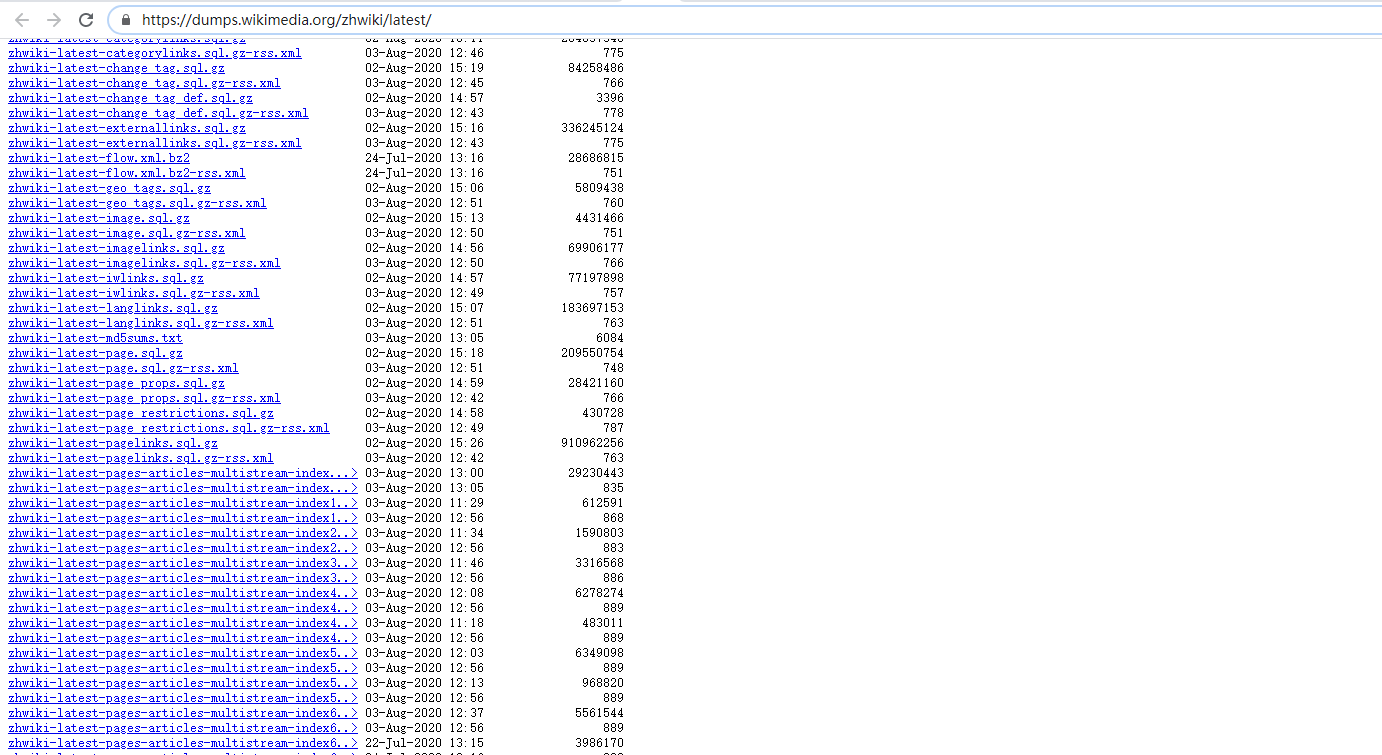 https://dumps.wikimedia.org/zhwiki/latest/
zhwiki-latest-categorylinks.sql.gz
zhwiki-latest-categorylinks.sql.gz-rss.xml 03-Aug-2020 12:46 775
zhwiki-latest-change_tag.sql.gz 02-Aug-2020 15:19 84258486
zhwiki-latest-change_tag.sql.gz-rss.xml 03-Aug-2020 12:45 766
zhwiki-latest-change_tag_def.sql.gz 02-Aug-2020 14:57 3396
zhwiki-latest-change_tag_def.sql.gz-rss.xml 03-Aug-2020 12:43 778
zhwiki-latest-externallinks.sql.gz 02-Aug-2020 15:16 336245124
zhwiki-latest-externallinks.sql.gz-rss.xml 03-Aug-2020 12:43 775
zhwiki-latest-flow.xml.bz2 24-Jul-2020 13:16 28686815
zhwiki-latest-flow.xml.bz2-rss.xml 24-Jul-2020 13:16 751
zhwiki-latest-geo_tags.sql.gz 02-Aug-2020 15:06 5809438
zhwiki-latest-geo_tags.sql.gz-rss.xml 03-Aug-2020 12:51 760
zhwiki-latest-image.sql.gz 02-Aug-2020 15:13 4431466
zhwiki-latest-image.sql.gz-rss.xml 03-Aug-2020 12:50 751
zhwiki-latest-imagelinks.sql.gz 02-Aug-2020 14:56 69906177
zhwiki-latest-imagelinks.sql.gz-rss.xml 03-Aug-2020 12:50 766
zhwiki-latest-iwlinks.sql.gz 02-Aug-2020 14:57 77197898
zhwiki-latest-iwlinks.sql.gz-rss.xml 03-Aug-2020 12:49 757
zhwiki-latest-langlinks.sql.gz 02-Aug-2020 15:07 183697153
zhwiki-latest-langlinks.sql.gz-rss.xml 03-Aug-2020 12:51 763
zhwiki-latest-md5sums.txt 03-Aug-2020 13:05 6084
zhwiki-latest-page.sql.gz 02-Aug-2020 15:18 209550754
zhwiki-latest-page.sql.gz-rss.xml 03-Aug-2020 12:51 748
zhwiki-latest-page_props.sql.gz 02-Aug-2020 14:59 28421160
zhwiki-latest-page_props.sql.gz-rss.xml 03-Aug-2020 12:42 766
zhwiki-latest-page_restrictions.sql.gz 02-Aug-2020 14:58 430728
zhwiki-latest-page_restrictions.sql.gz-rss.xml 03-Aug-2020 12:49 787
zhwiki-latest-pagelinks.sql.gz 02-Aug-2020 15:26 910962256
zhwiki-latest-pagelinks.sql.gz-rss.xml 03-Aug-2020 12:42 763
zhwiki-latest-pages-articles-multistream-index...> 03-Aug-2020 13:00 29230443
zhwiki-latest-pages-articles-multistream-index...> 03-Aug-2020 13:05 835
zhwiki-latest-pages-articles-multistream-index1..> 03-Aug-2020 11:29 612591
zhwiki-latest-pages-articles-multistream-index1..> 03-Aug-2020 12:56 868
zhwiki-latest-pages-articles-multistream-index2..> 03-Aug-2020 11:34 1590803
zhwiki-latest-pages-articles-multistream-index2..> 03-Aug-2020 12:56 883
zhwiki-latest-pages-articles-multistream-index3..> 03-Aug-2020 11:46 3316568
zhwiki-latest-pages-articles-multistream-index3..> 03-Aug-2020 12:56 886
zhwiki-latest-pages-articles-multistream-index4..> 03-Aug-2020 12:08 6278274
zhwiki-latest-pages-articles-multistream-index4..> 03-Aug-2020 12:56 889
zhwiki-latest-pages-articles-multistream-index4..> 03-Aug-2020 11:18 483011
zhwiki-latest-pages-articles-multistream-index4..> 03-Aug-2020 12:56 889
zhwiki-latest-pages-articles-multistream-index5..> 03-Aug-2020 12:03 6349098
zhwiki-latest-pages-articles-multistream-index5..> 03-Aug-2020 12:56 889
zhwiki-latest-pages-articles-multistream-index5..> 03-Aug-2020 12:13 968820
zhwiki-latest-pages-articles-multistream-index5..> 03-Aug-2020 12:56 889
zhwiki-latest-pages-articles-multistream-index6..> 03-Aug-2020 12:37 5561544
zhwiki-latest-pages-articles-multistream-index6..> 03-Aug-2020 12:56 889
zhwiki-latest-pages-articles-multistream-index6..> 22-Jul-2020 13:15 3986170